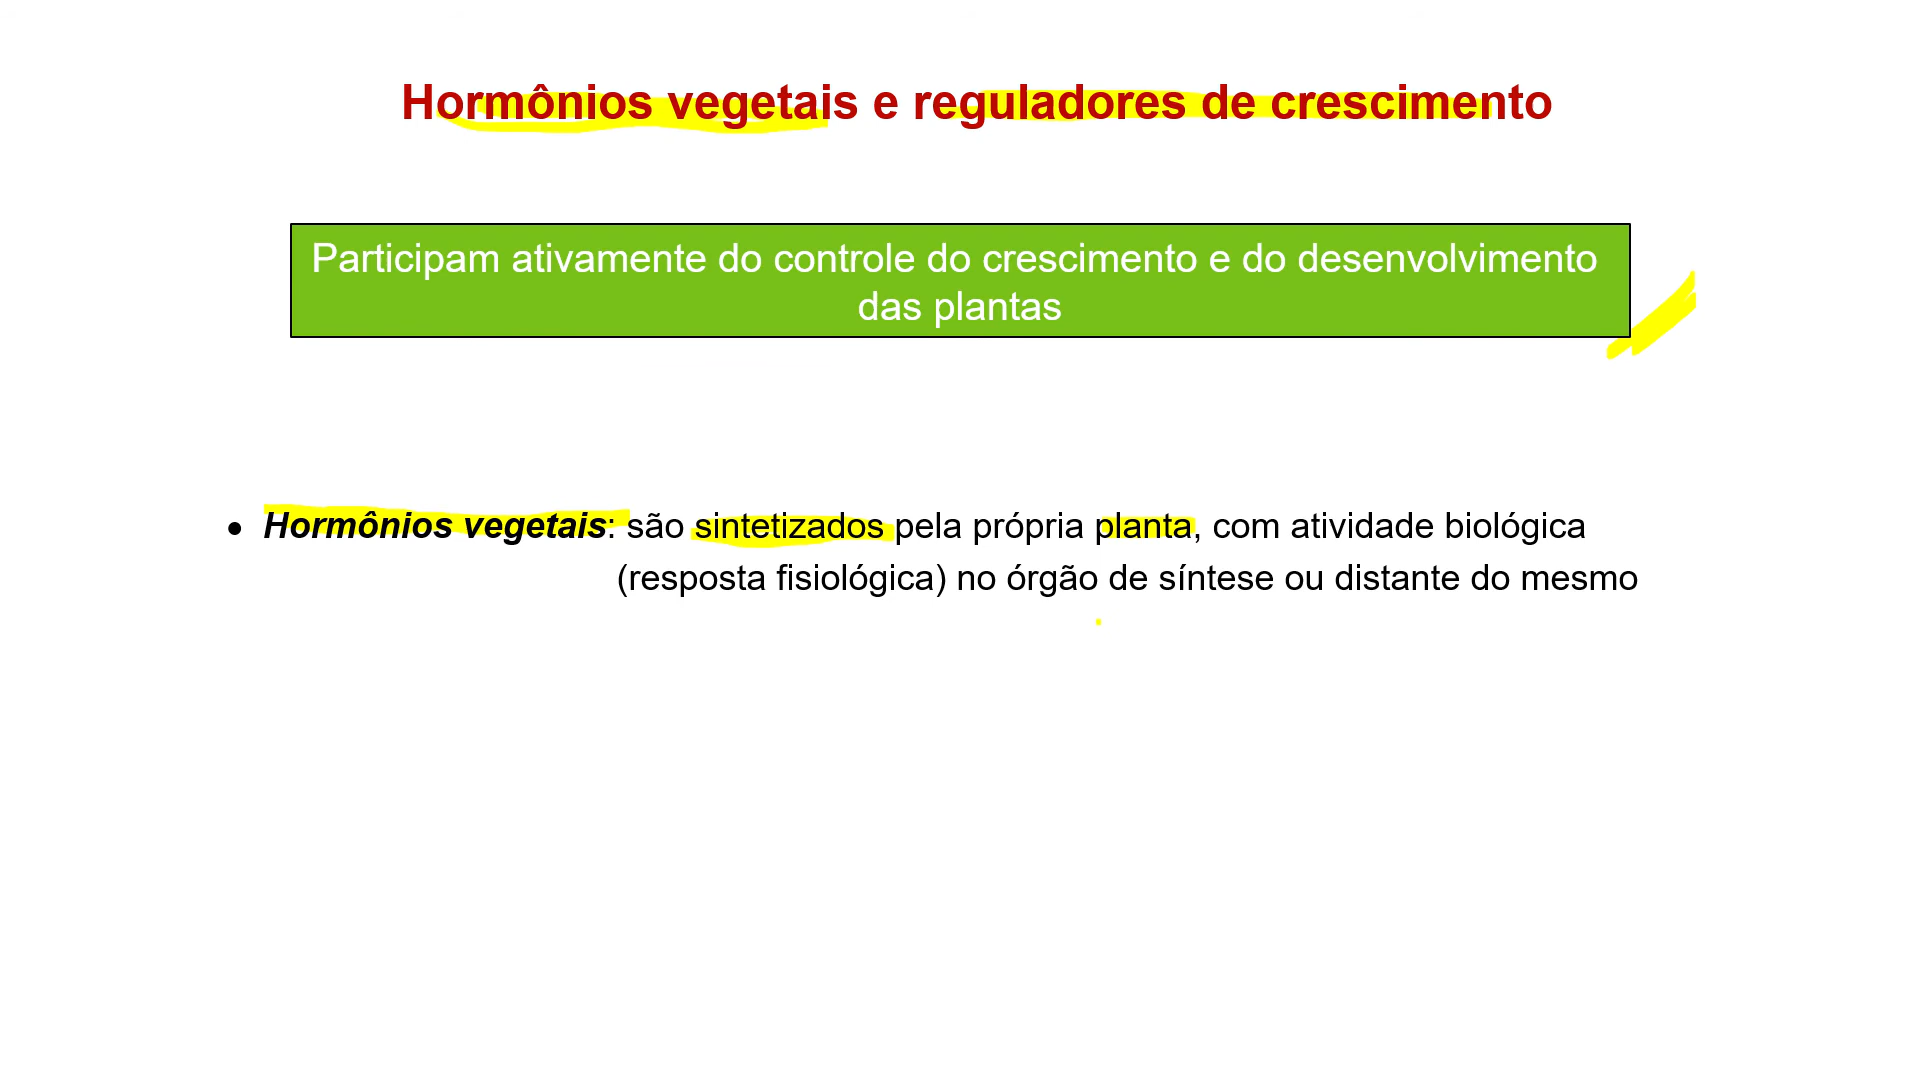 Hormônios vegetais e reguladores de crescimento
Participam ativamente do controle do crescimento e do desenvolvimento
das plantas
• Hormônios vegetais: são sintetizados pela própria planta, com atividade biológica
(resposta fisiológica) no órgão de síntese ou distante do mesmo